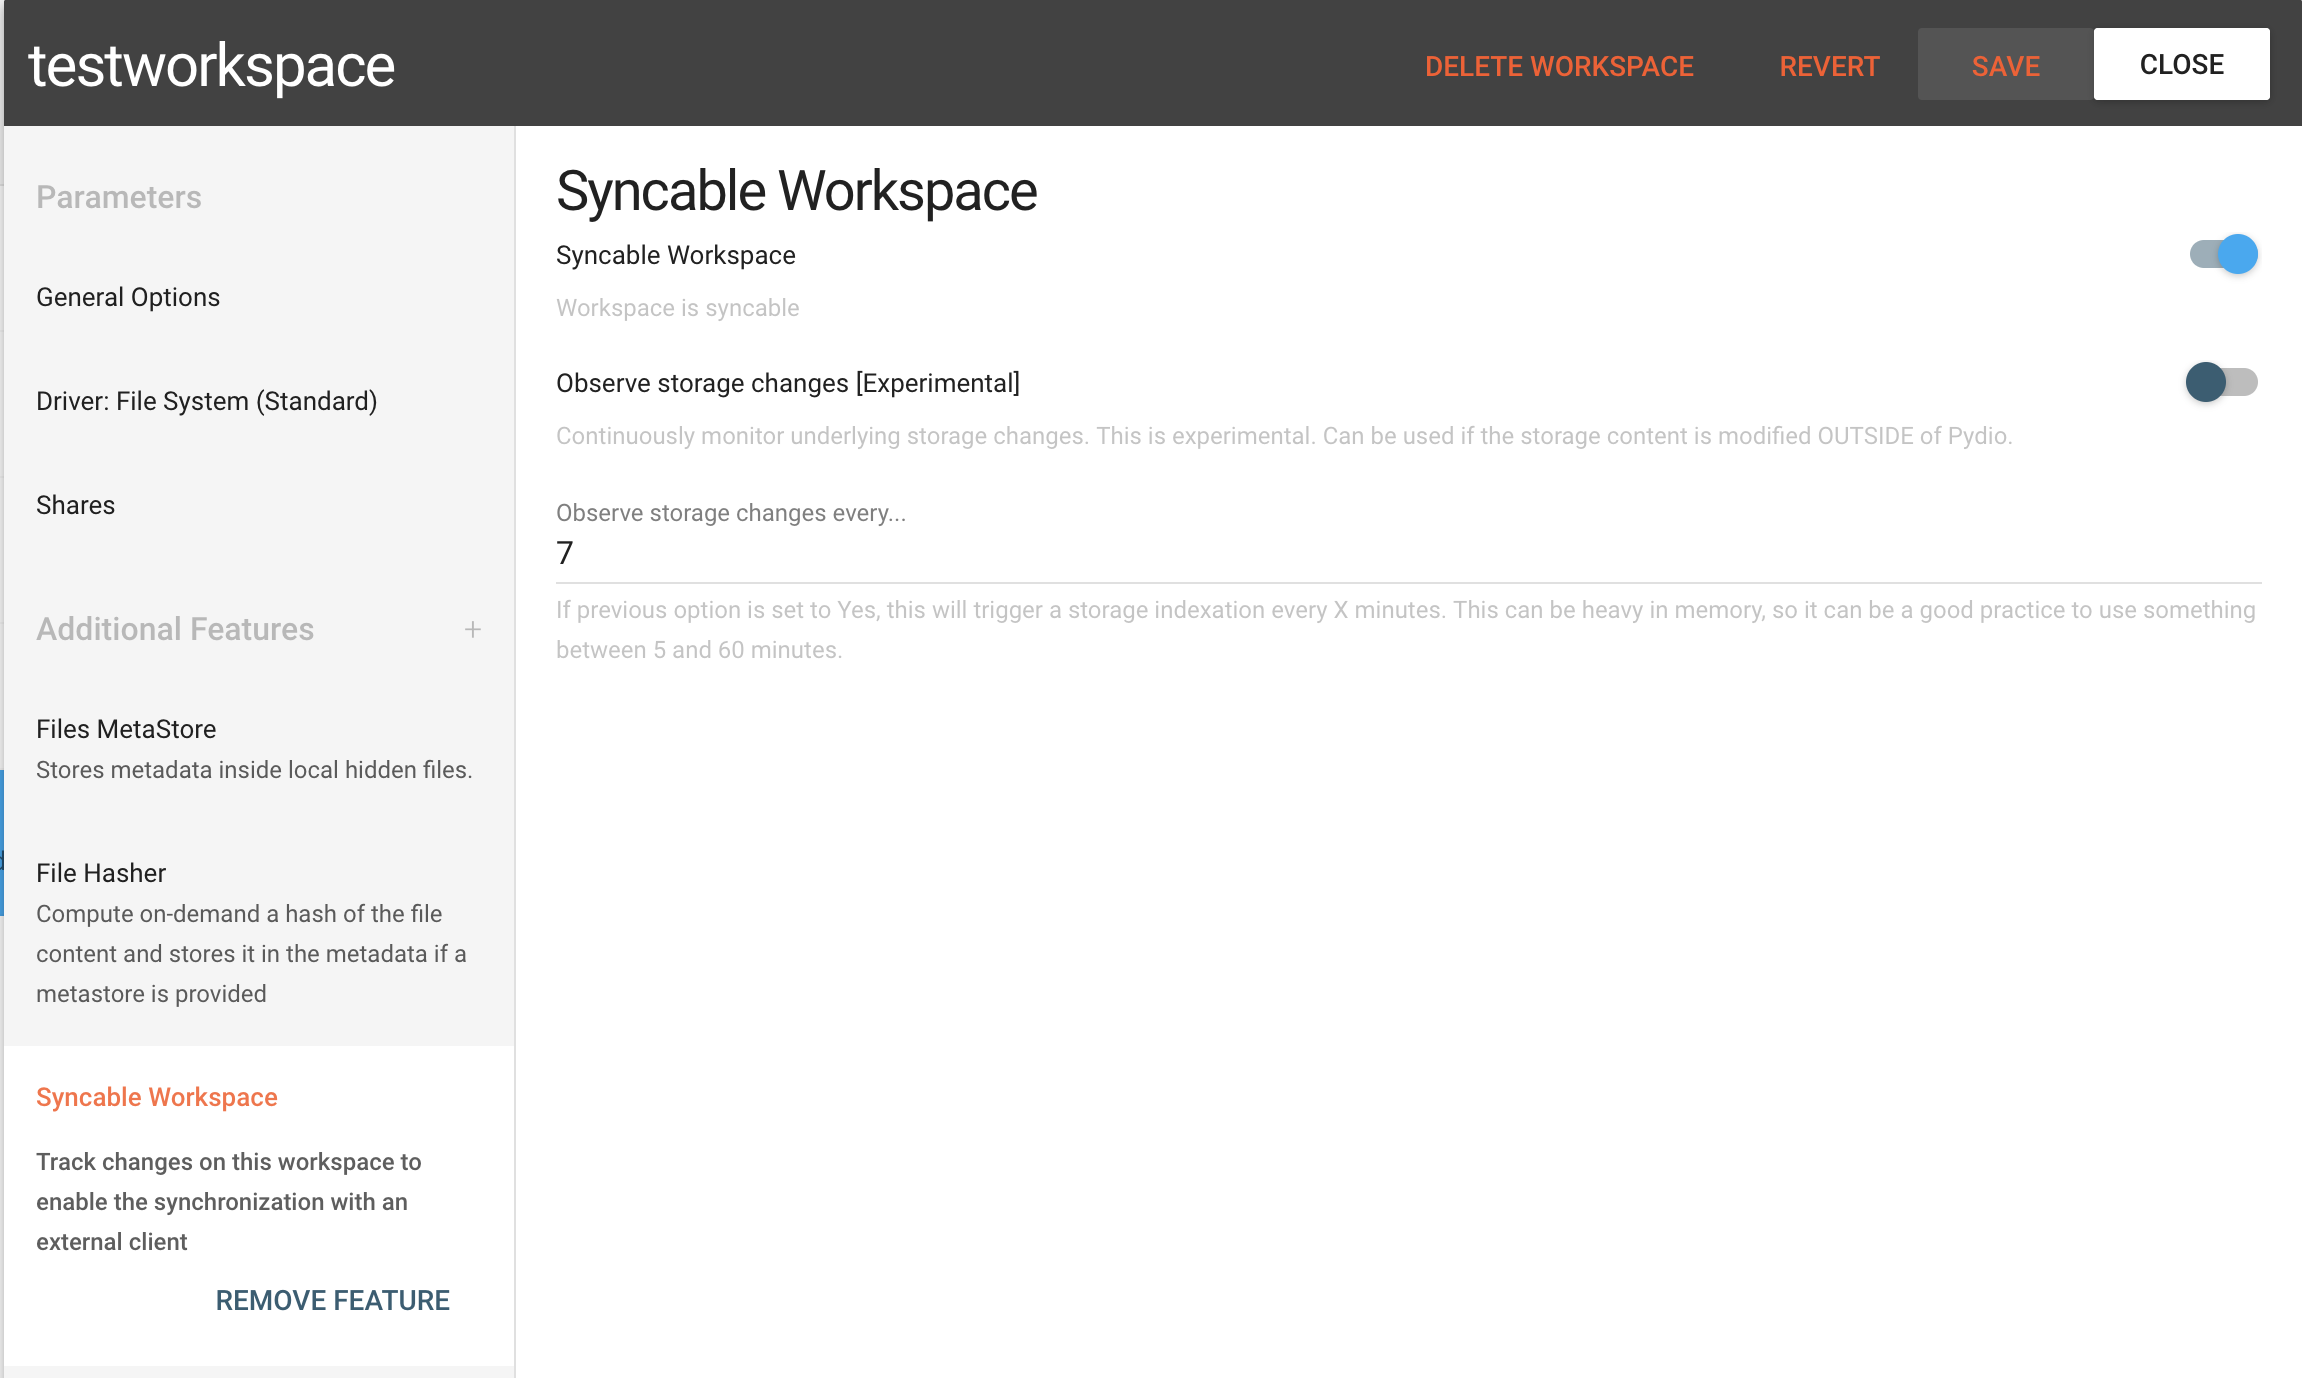 testworkspace
DELETE WORKSPACE
REVERT
SAVE
CLOSE
Parameters
General Options
Driver: File System (Standard)
Shares
Additional Features +
Files MetaStore
Stores metadata inside local hidden files.
File Hasher
Compute on-demand a hash of the file
content and stores it in the metadata if a
metastore is provided
Syncable Workspace
Track changes on this workspace to
enable the synchronization with an
external client
REMOVE FEATURE
Syncable Workspace
Syncable Workspace
Workspace is syncable
Observe storage changes [Experimental]
Continuously monitor underlying storage changes. This is experimental. Can be used if the storage content is modified OUTSIDE of Pydio.
Observe storage changes every...
7
If previous option is set to Yes, this will trigger a storage indexation every X minutes. This can be heavy in memory, so it can be a good practice to use something
between 5 and 60 minutes.